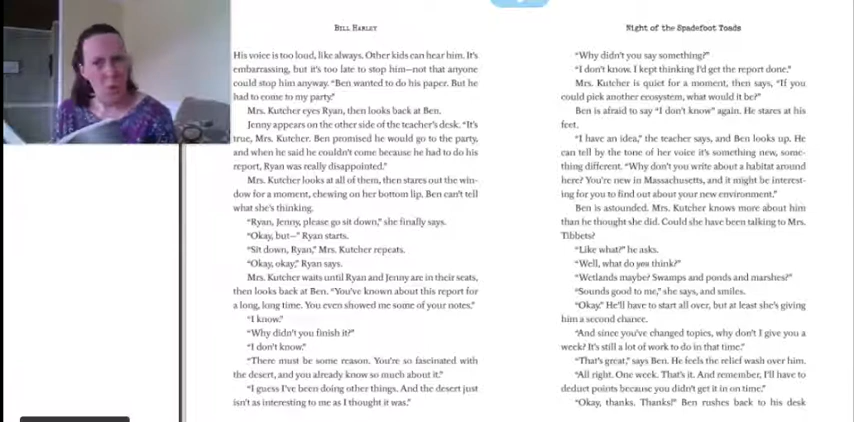 BILL HARLEY
His voice is too loud, like always. Other kids can hear him. It's
embarrassing, but it's too late to stop him—not that anyone
could stop him anyway. "Ben wanted to do his paper. But he
had to come to my party."
Mrs. Kutcher eyes Ryan, then looks back at Ben.
Jenny appears on the other side of the teacher's desk. "It's
true, Mrs. Kutcher. Ben promised he would go to the party,
and when he said he couldn't come because he had to do his
report, Ryan was really disappointed."
Mrs. Kutcher looks at all of them, then stares out the win-
dow for a moment, chewing on her bottom lip. Ben can't tell
what she's thinking.
"Ryan, Jenny, please go sit down," she finally says.
"Okay, but—" Ryan starts.
"Sit down, Ryan," Mrs. Kutcher repeats.
"Okay, okay," Ryan says.
Mrs. Kutcher waits until Ryan and Jenny are in their seats,
then looks back at Ben. "You've known about this report for
a long, long time. You even showed me some of your notes."
"I know."
"Why didn't you finish it?"
"I don't know."
"There must be some reason. You're so fascinated with
the desert, and you already know so much about it."
"I guess I've been doing other things. And the desert just
isn't as interesting to me as I thought it was."
Night of the Spadefoot Toads
"Why didn't you say something?"
"I don't know. I kept thinking I'd get the report done."
Mrs. Kutcher is quiet for a moment, then says, "If you
could pick another ecosystem, what would it be?"
Ben is afraid to say "I don't know" again. He stares at his
feet.
"I have an idea," the teacher says, and Ben looks up. He
can tell by the tone of her voice it's something new, some-
thing different. "Why don't you write about a habitat around
here? You're new in Massachusetts, and it might be interest-
ing for you to find out about your new environment."
Ben is astounded. Mrs. Kutcher knows more about him
than he thought she did. Could she have been talking to Mrs.
Tibbets?
"Like what?" he asks.
"Well, what do you think?"
"Wetlands maybe? Swamps and ponds and marshes?"
"Sounds good to me," she says, and smiles.
"Okay." He'll have to start all over, but at least she's giving
him a second chance.
"And since you've changed topics, why don't I give you a
week? It's still a lot of work to do in that time."
"That's great," says Ben. He feels the relief wash over him.
"All right. One week. That's it. And remember, I'll have to
deduct points because you didn't get it in on time."
"Okay, thanks. Thanks!" Ben rushes back to his desk